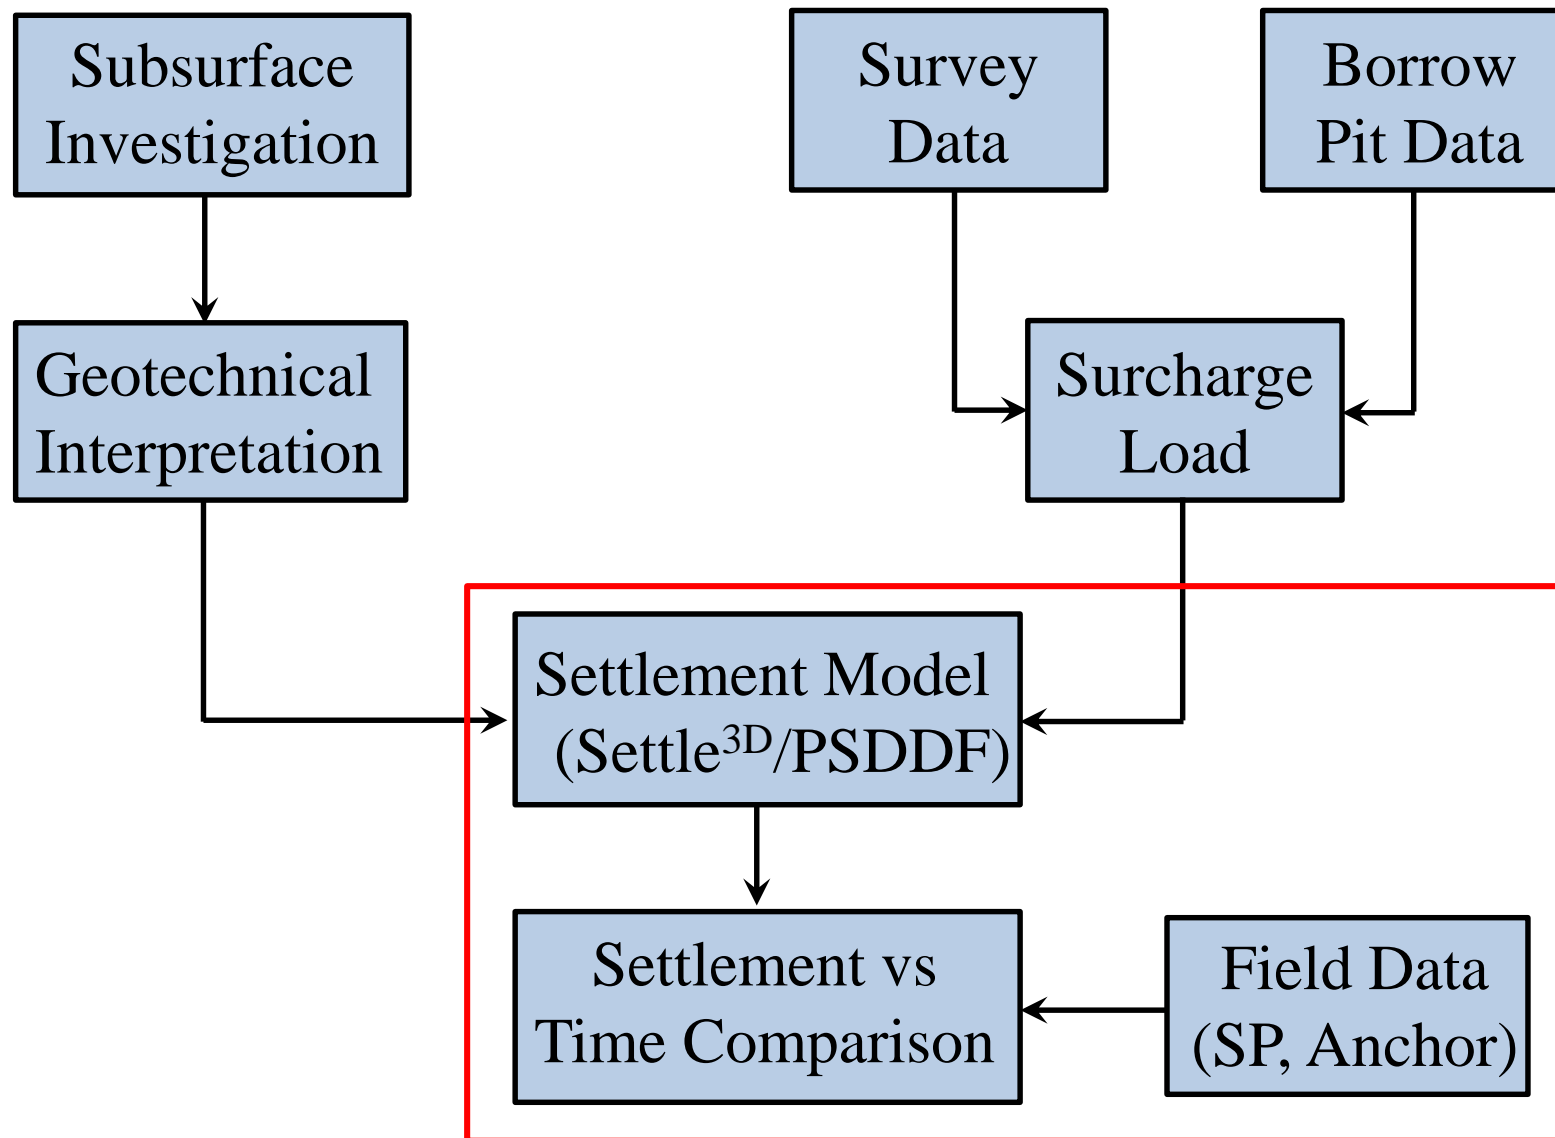 Subsurface
Investigation
Survey
Data
Borrow
Pit Data
Geotechnical
Interpretation
Surcharge
Load
Settlement Model
(Settle³ᴰ/PSDDF)
Settlement vs
Time Comparison
Field Data
(SP, Anchor)